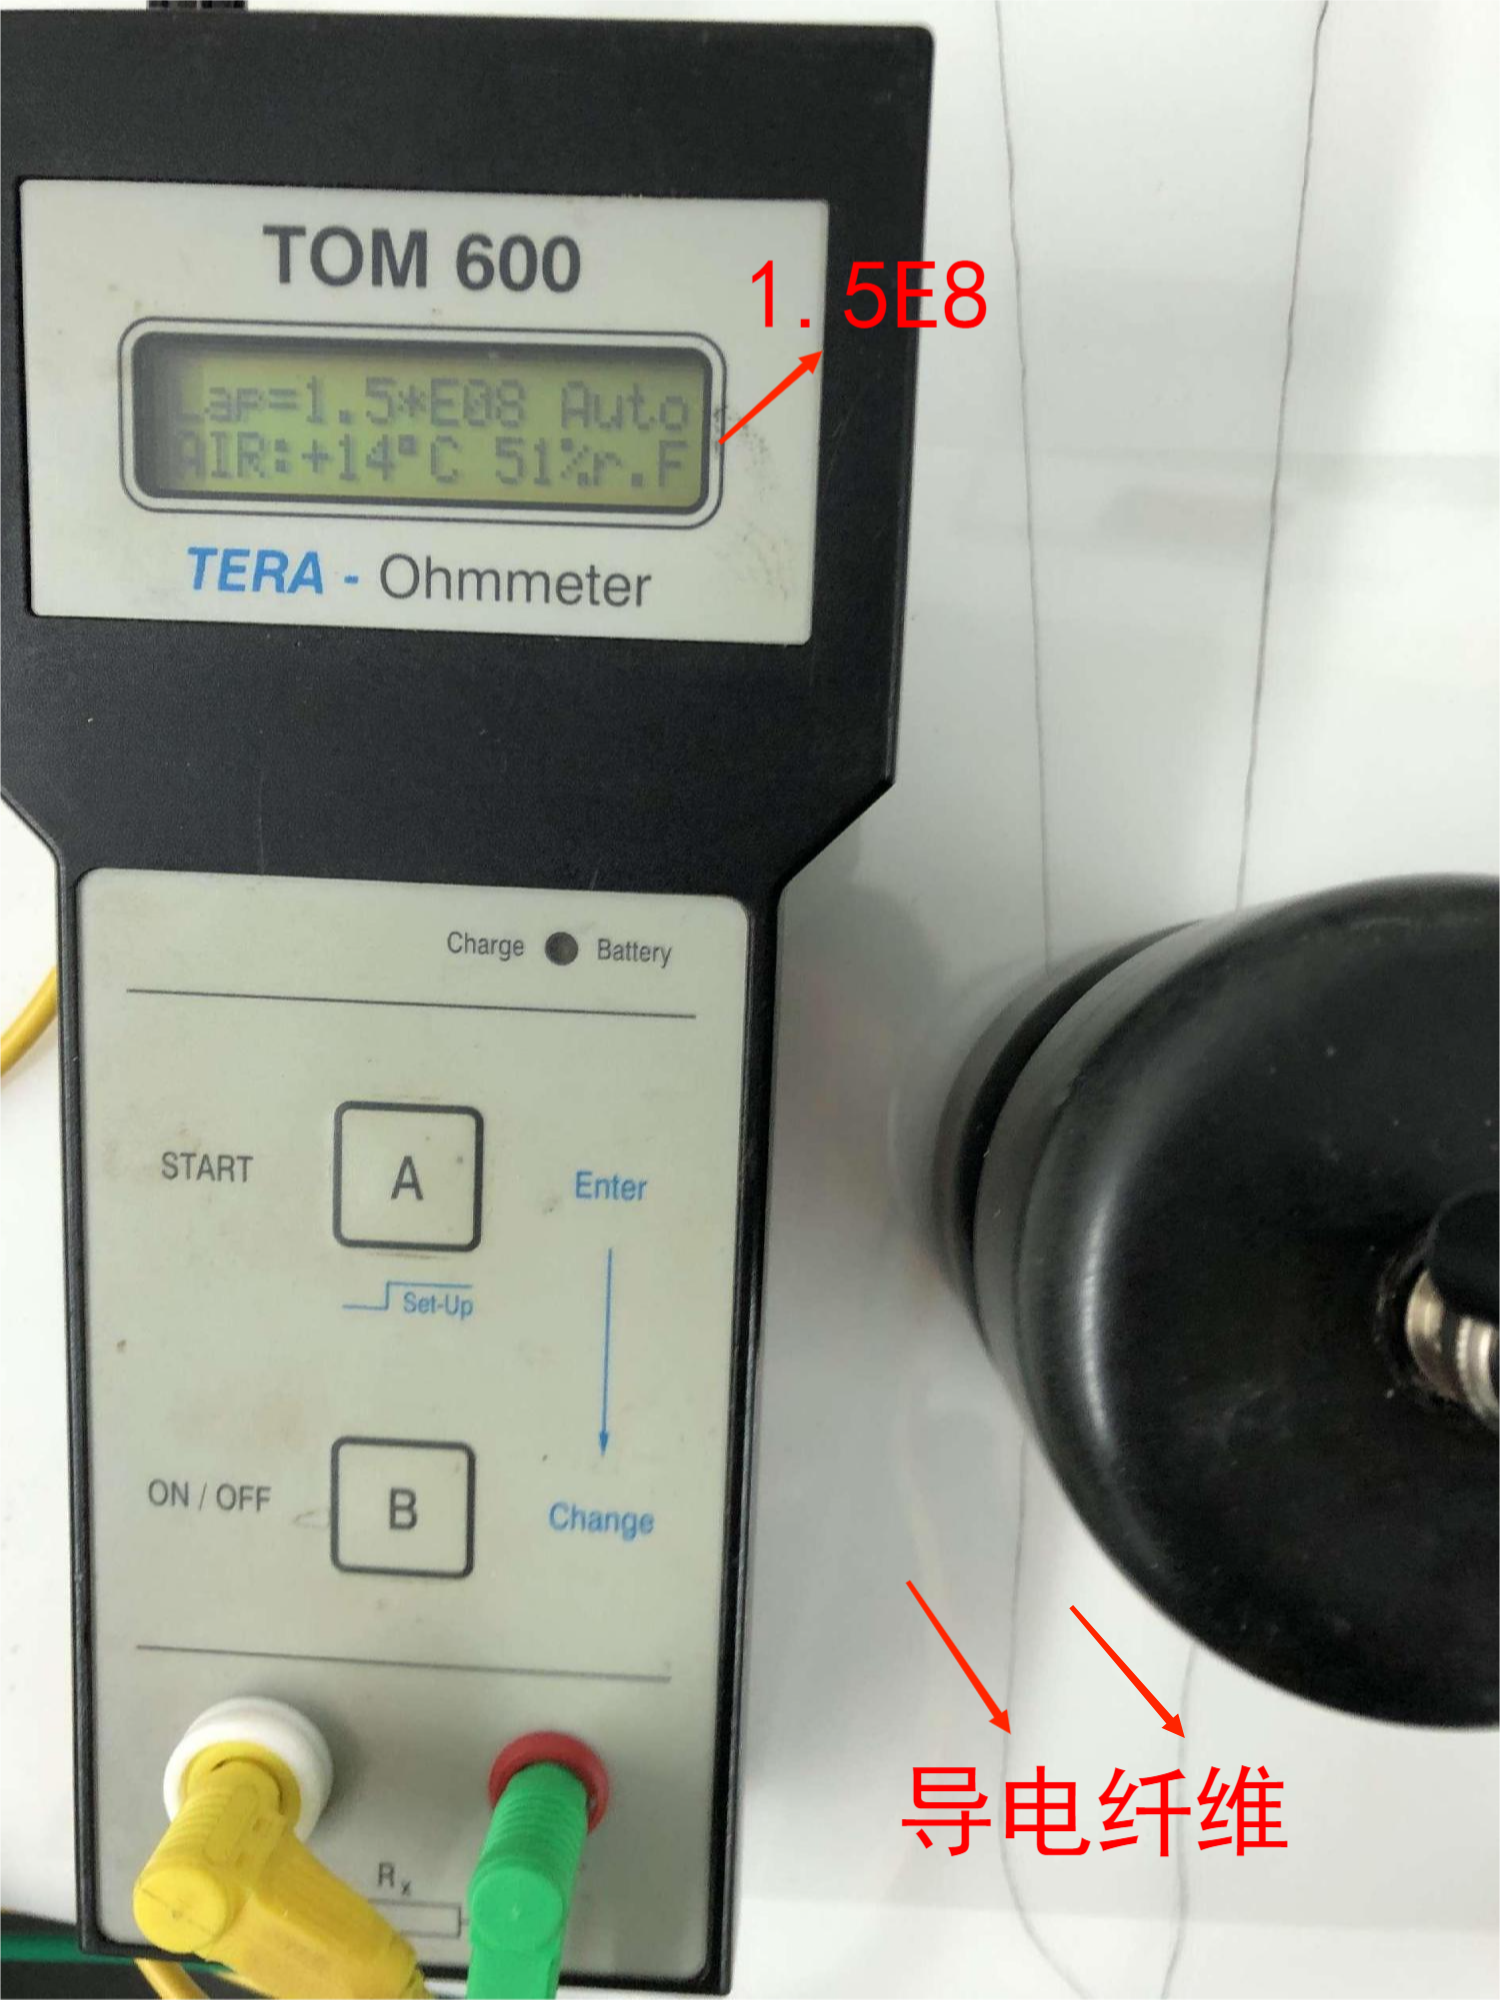 TOM 600
1.5E8
Lap=1.5*E08 Auto
AIR:+14°C 51%r.F
TERA - Ohmmeter
Charge Battery
START A Enter
Set-Up
ON / OFF B Change
导电纤维
Rx